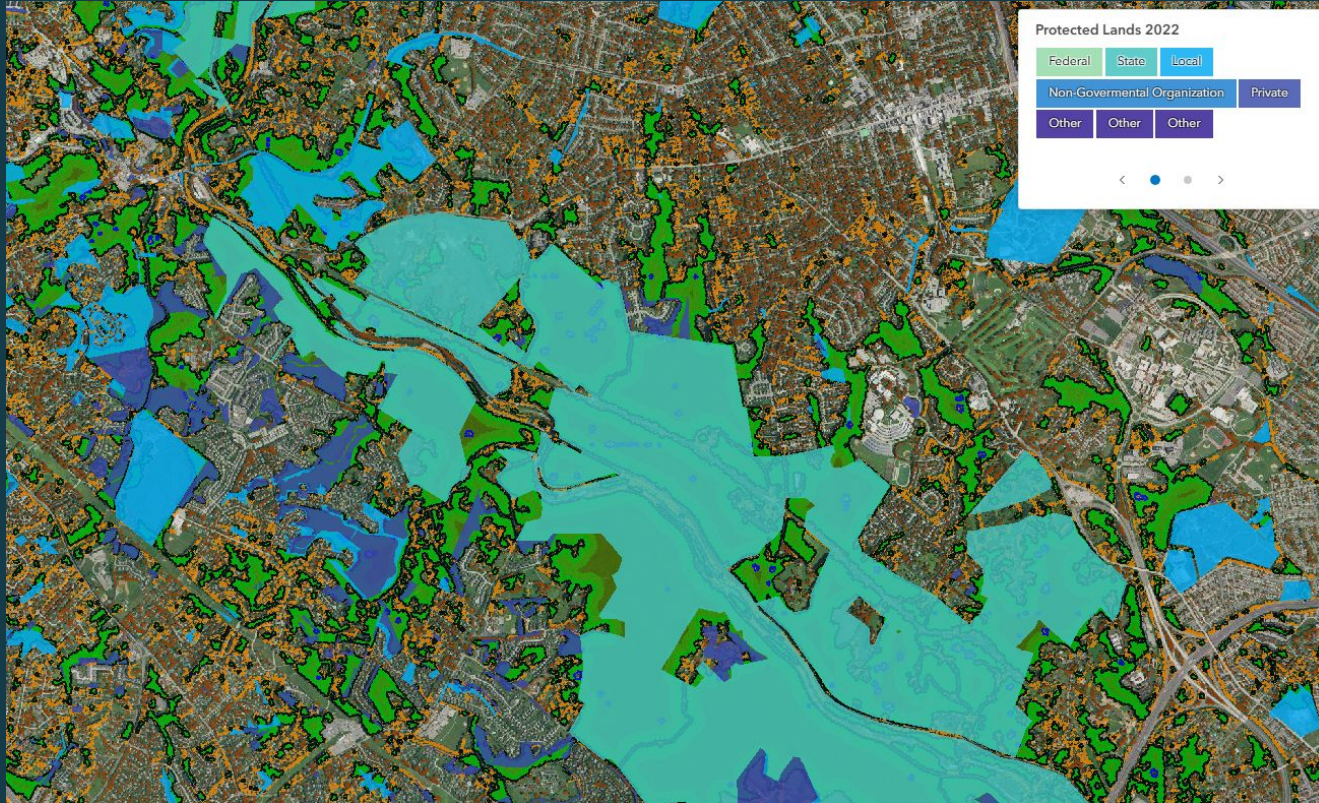 Protected Lands 2022
Federal State Local
Non-Govermental Organization Private
Other Other Other